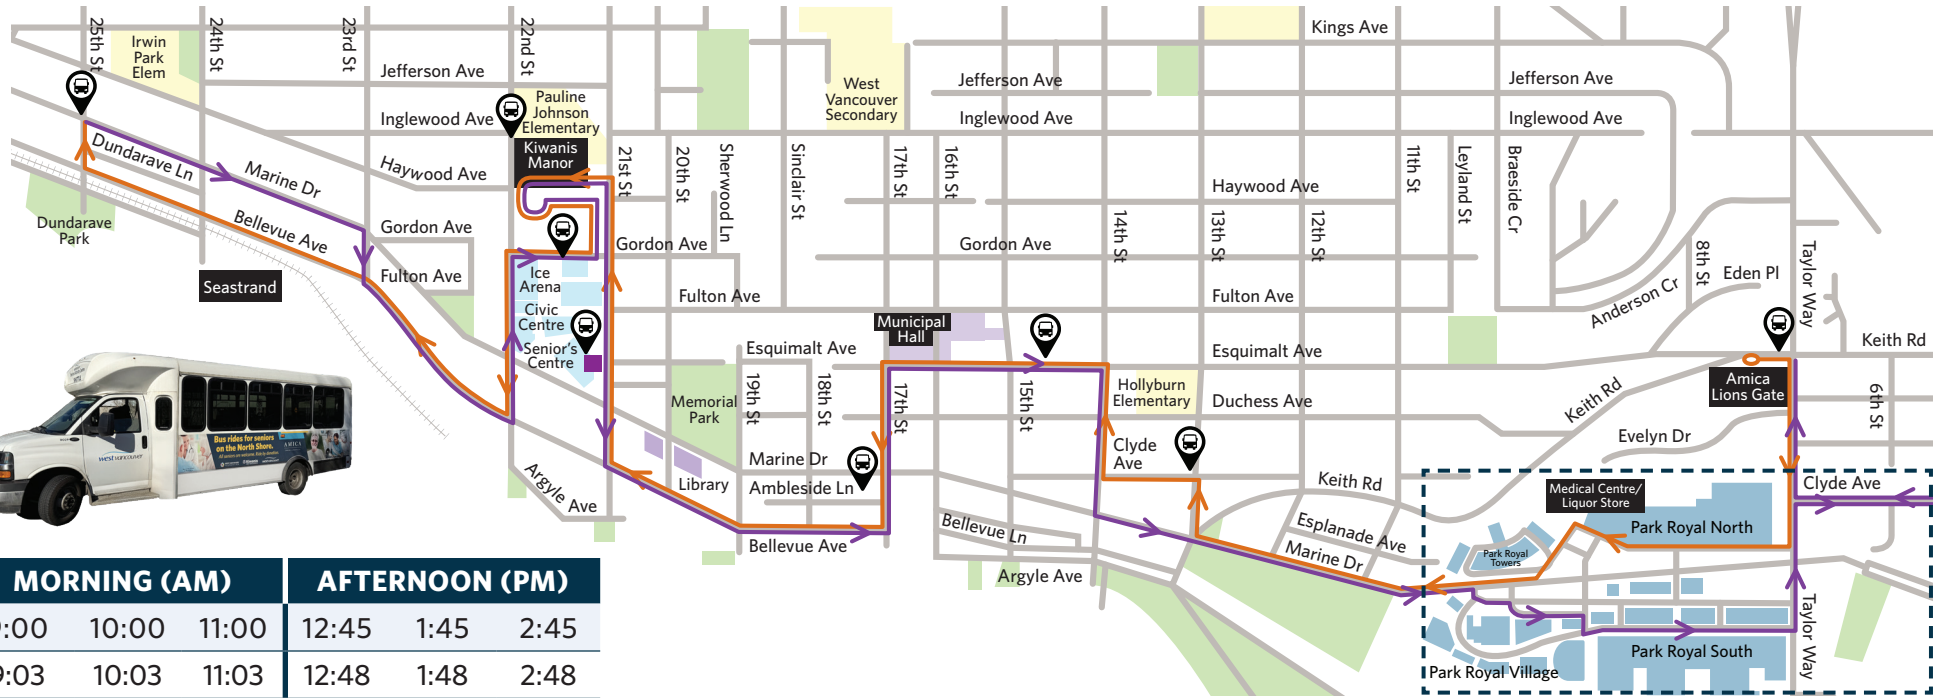 25th St
Irwin
Park
Elem
24th St
23rd St
22nd St
Kings Ave
Jefferson Ave
Jefferson Ave
Jefferson Ave
West
Vancouver
Secondary
Pauline
Johnson
Elementary
Inglewood Ave
Inglewood Ave
Inglewood Ave
Kiwanis
Manor
Dundarave Ln
Marine Dr
Haywood Ave
21st St
20th St
Sherwood Ln
Sinclair St
17th St
16th St
11th St
Leyland St
Braeside Cr
Haywood Ave
Dundarave
Park
Bellevue Ave
Gordon Ave
Gordon Ave
Gordon Ave
14th St
13th St
12th St
8th St
Taylor Way
Eden Pl
Anderson Cr
Seastrand
Fulton Ave
Ice
Arena
Civic
Centre
Senior's
Centre
Fulton Ave
Fulton Ave
Municipal
Hall
Esquimalt Ave
Esquimalt Ave
Keith Rd
Amica
Lions Gate
6th St
19th St
18th St
17th St
15th St
Hollyburn
Elementary
Duchess Ave
Keith Rd
Memorial
Park
Evelyn Dr
Clyde
Ave
Marine Dr
Ambleside Ln
Library
Argyle Ave
Keith Rd
Medical Centre/
Liquor Store
Clyde Ave
Park Royal North
Bellevue Ln
Esplanade Ave
Marine Dr
Bellevue Ave
Argyle Ave
Park Royal
Towers
Taylor Way
Park Royal South
Park Royal Village
Bus rides for seniors
on the North Shore.
AMICA
westvancouver
MORNING (AM) AFTERNOON (PM)
:00 10:00 11:00 12:45 1:45 2:45
:03 10:03 11:03 12:48 1:48 2:48